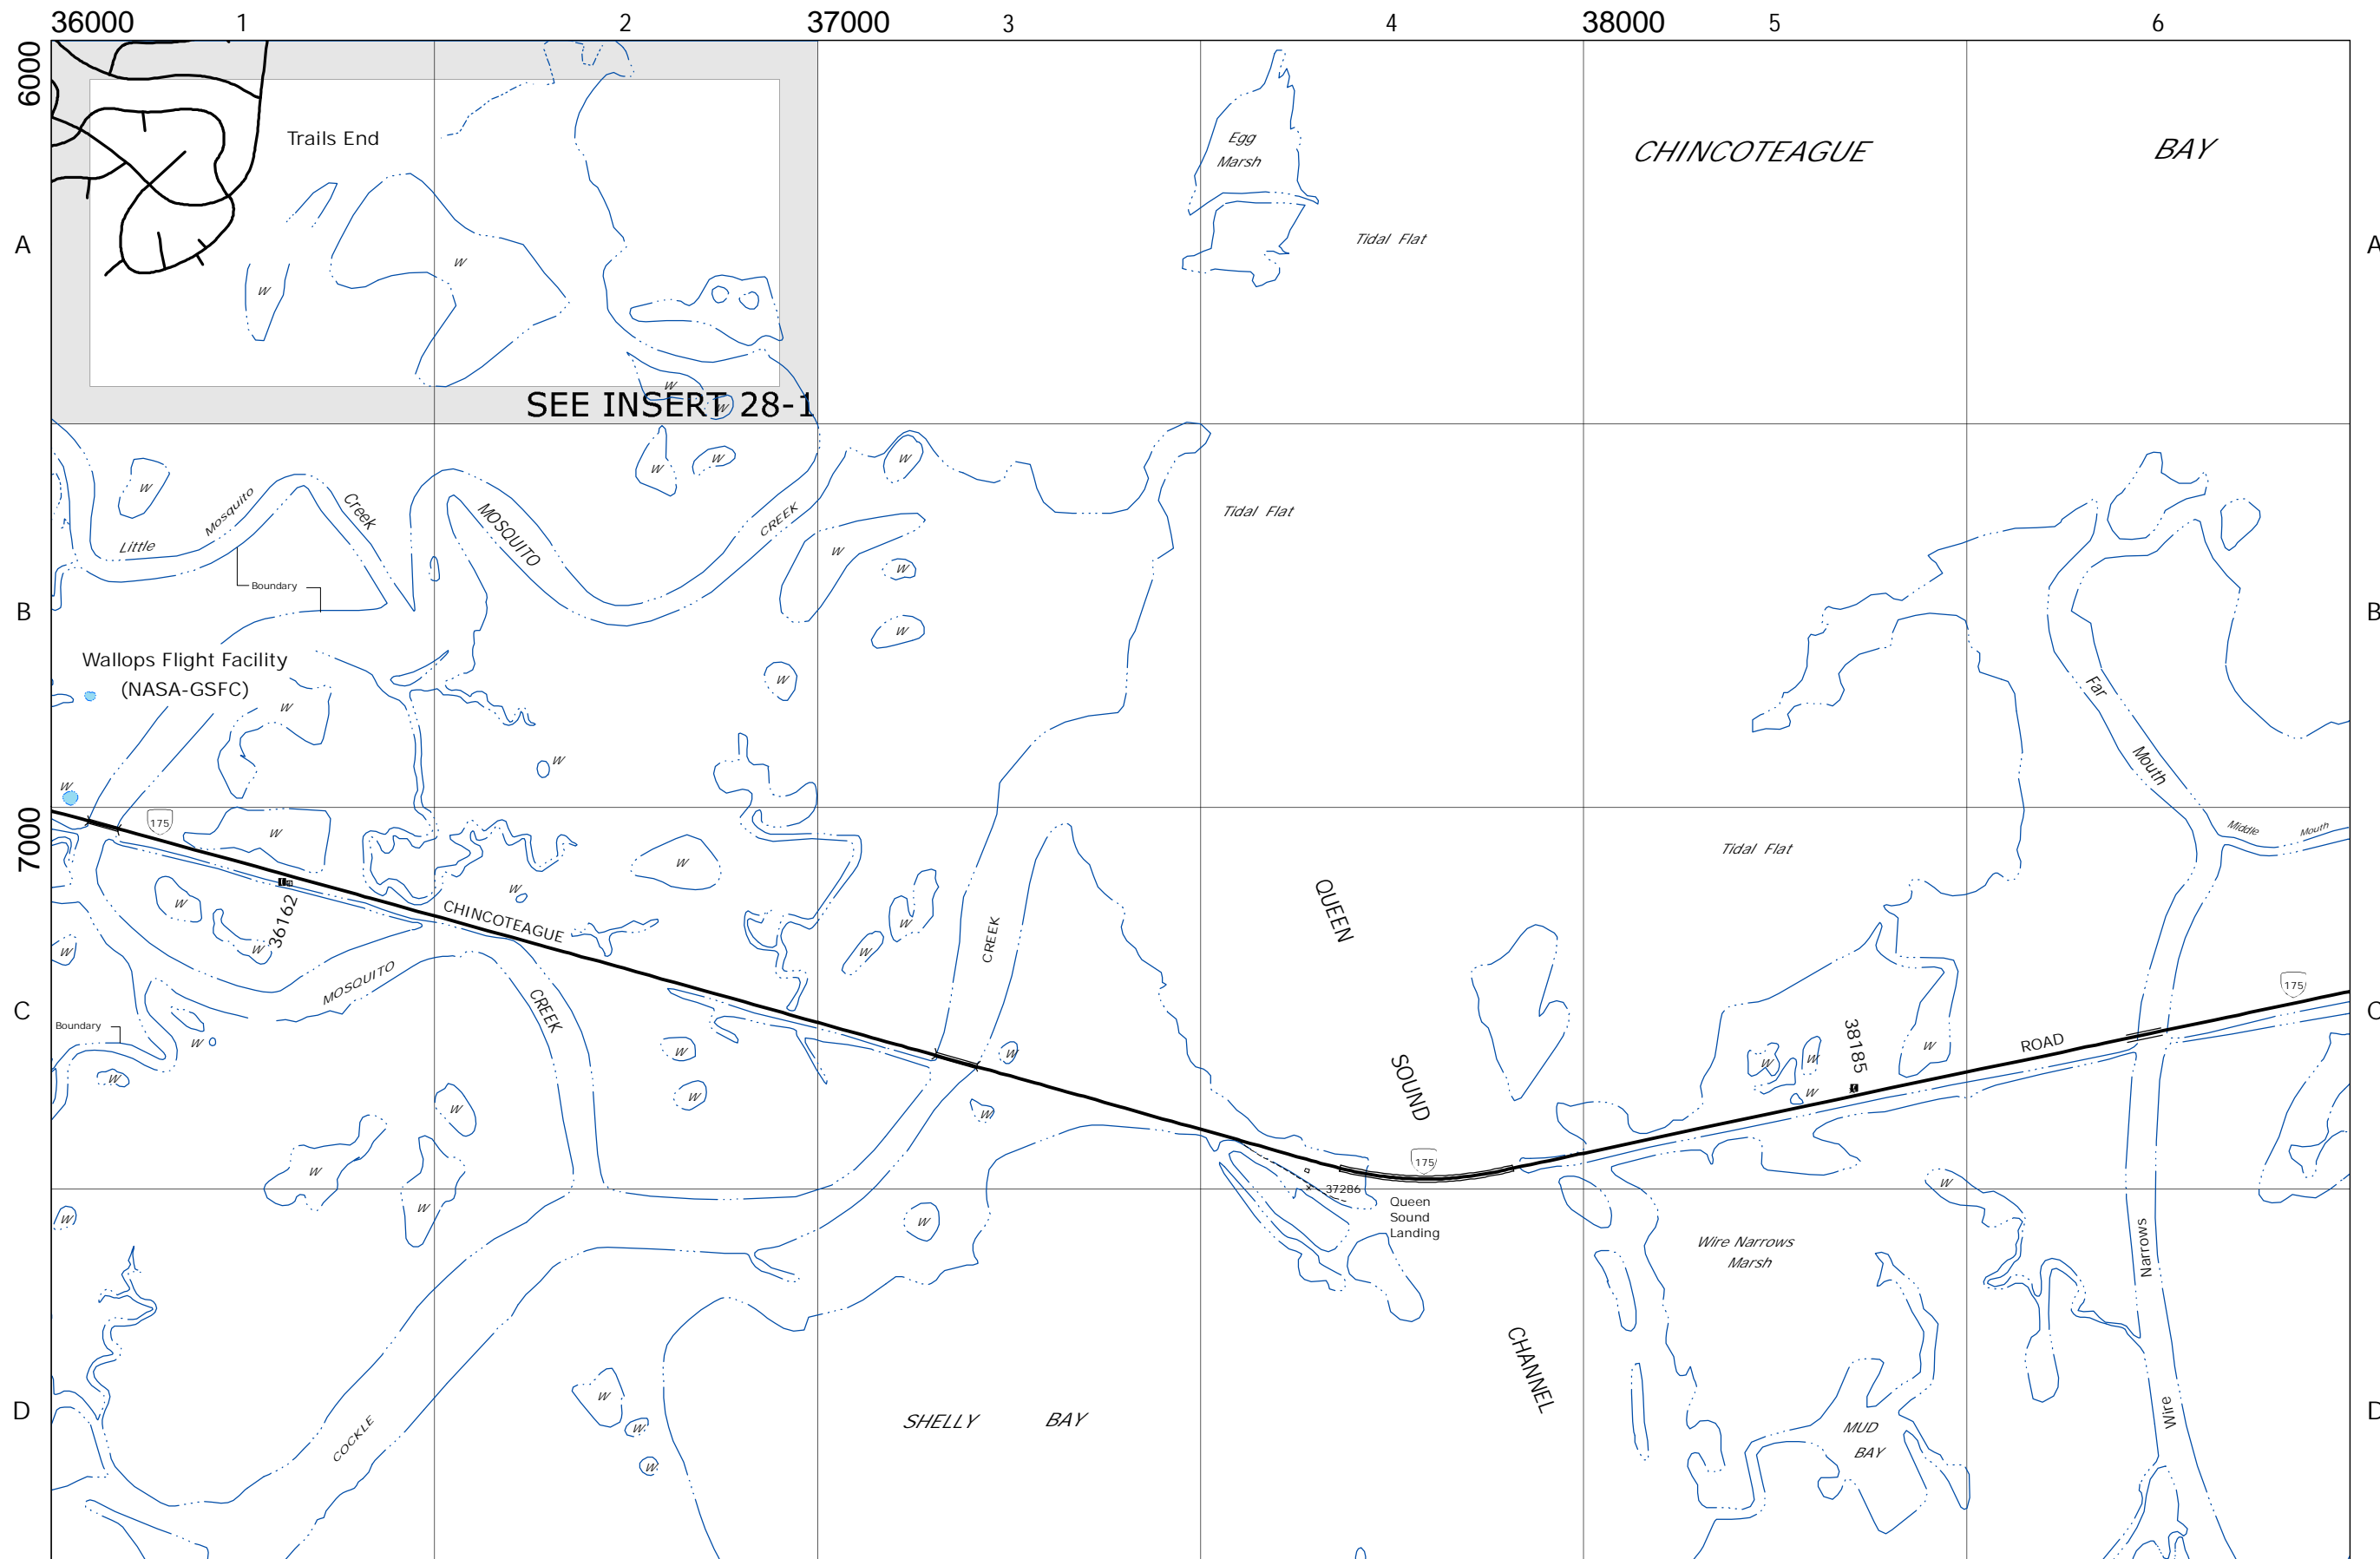 36000 1 2 37000 3 4 38000 5 6
6000
Trails End
Egg
Marsh
CHINCOTEAGUE BAY
A Tidal Flat A
W
W
W
SEE INSERT 28-1
W
W
W
W
W
W
Little Mosquito Creek
MOSQUITO CREEK
Tidal Flat
W
W
Boundary
B B
W
Wallops Flight Facility
(NASA-GSFC)
W
W
Far Mouth
W
W
7000
175
W
W
Middle Mouth
Tidal Flat
W
W
36162
CHINCOTEAGUE
QUEEN
W
W
W
W
W
CREEK
MOSQUITO
CREEK
175
C C
Boundary
W
W
W
W
SOUND
W
W
38185
W
ROAD
W
W
W
W
W
W
175
W
37286
Queen
Sound
Landing
W
W
W
W
Wire Narrows
Marsh
Narrows
CHANNEL
W
W
W
D SHELLY BAY D
COCKLE
MUD
BAY
Wire